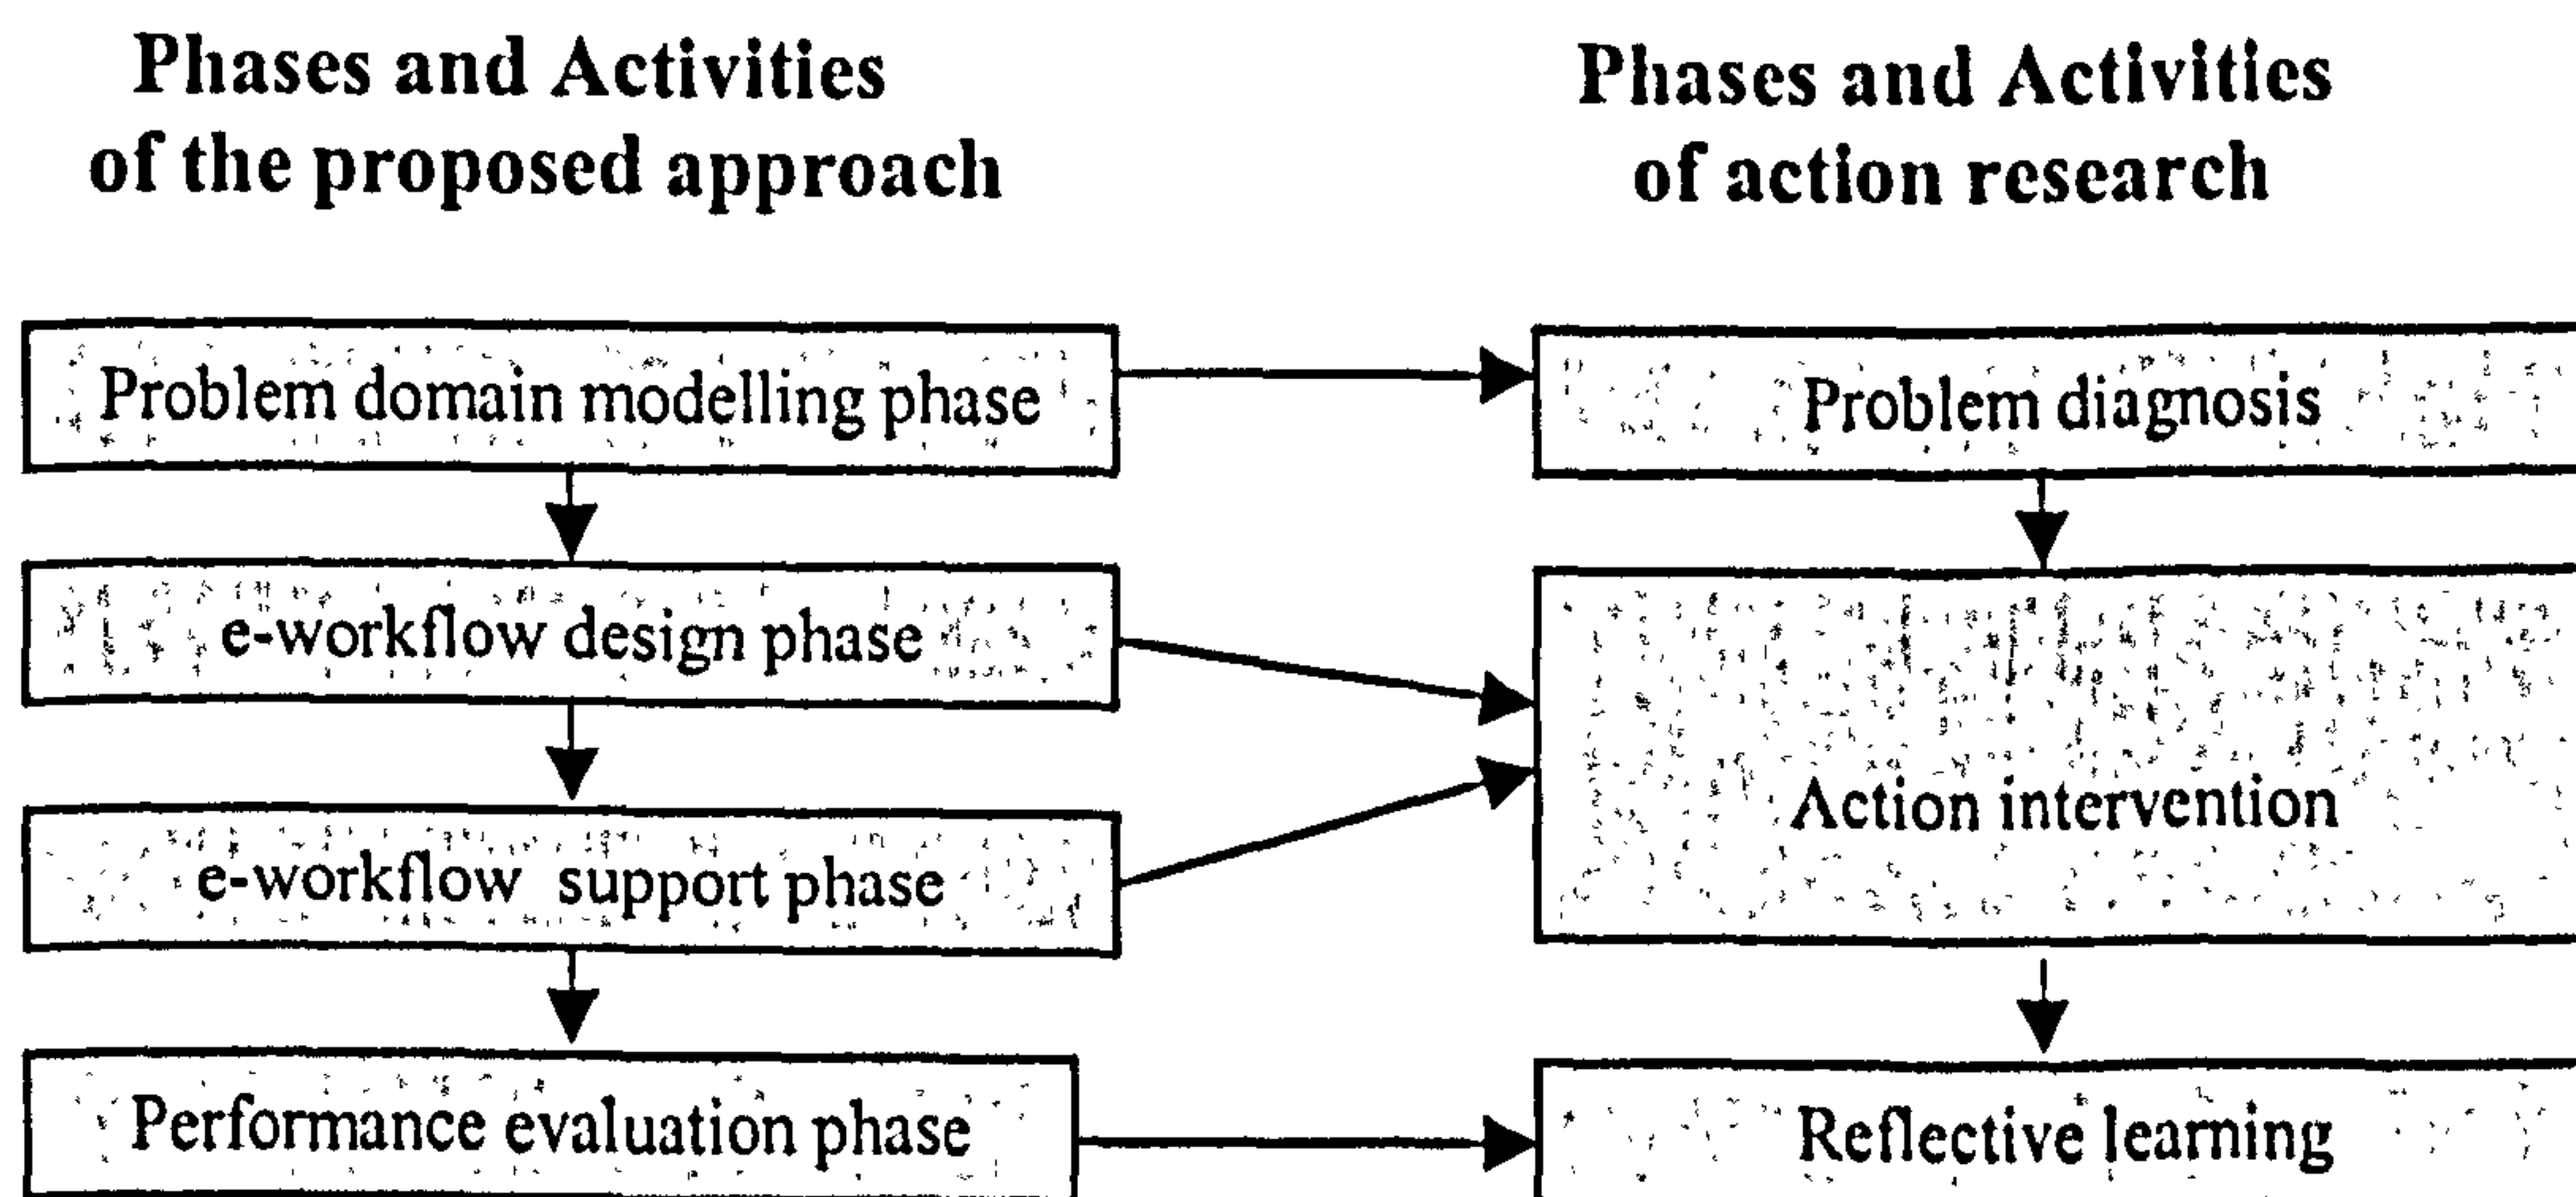 Phases and Activities
of the proposed approach
Phases and Activities
of action research
Problem domain modelling phase
Problem diagnosis
e-workflow design phase
e-workflow support phase
Action intervention
Performance evaluation phase
Reflective learning